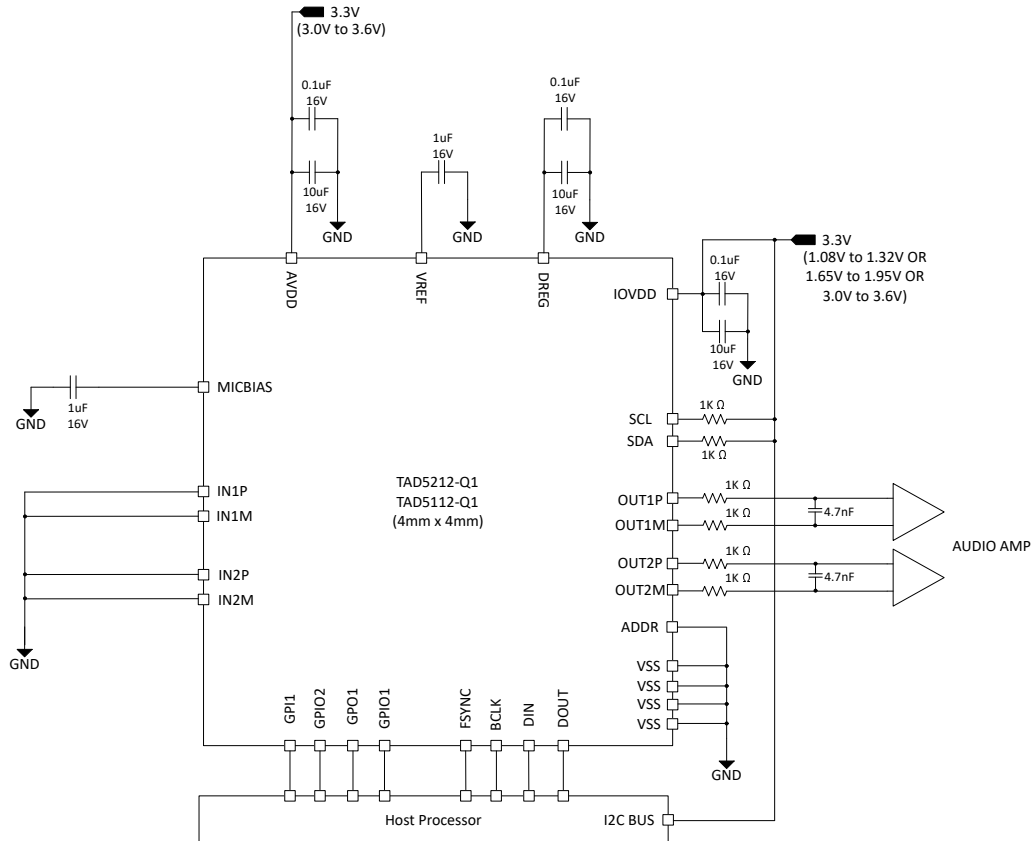 3.3V
(3.0V to 3.6V)
0.1uF
16V
10uF
16V
GND
1uF
16V
GND
0.1uF
16V
10uF
16V
GND
3.3V
(1.08V to 1.32V OR
1.65V to 1.95V OR
3.0V to 3.6V)
0.1uF
16V
10uF
16V
GND
AVDD
VREF
DREG
IOVDD
MICBIAS
1uF
16V
GND
SCL
1K Ω
SDA
1K Ω
IN1P
IN1M
IN2P
IN2M
GND
TAD5212-Q1
TAD5112-Q1
(4mm x 4mm)
OUT1P
1K Ω
OUT1M
1K Ω
4.7nF
OUT2P
1K Ω
OUT2M
1K Ω
4.7nF
AUDIO AMP
ADDR
VSS
VSS
VSS
VSS
GND
GPI1
GPIO2
GPO1
GPIO1
FSYNC
BCLK
DIN
DOUT
Host Processor
I2C BUS